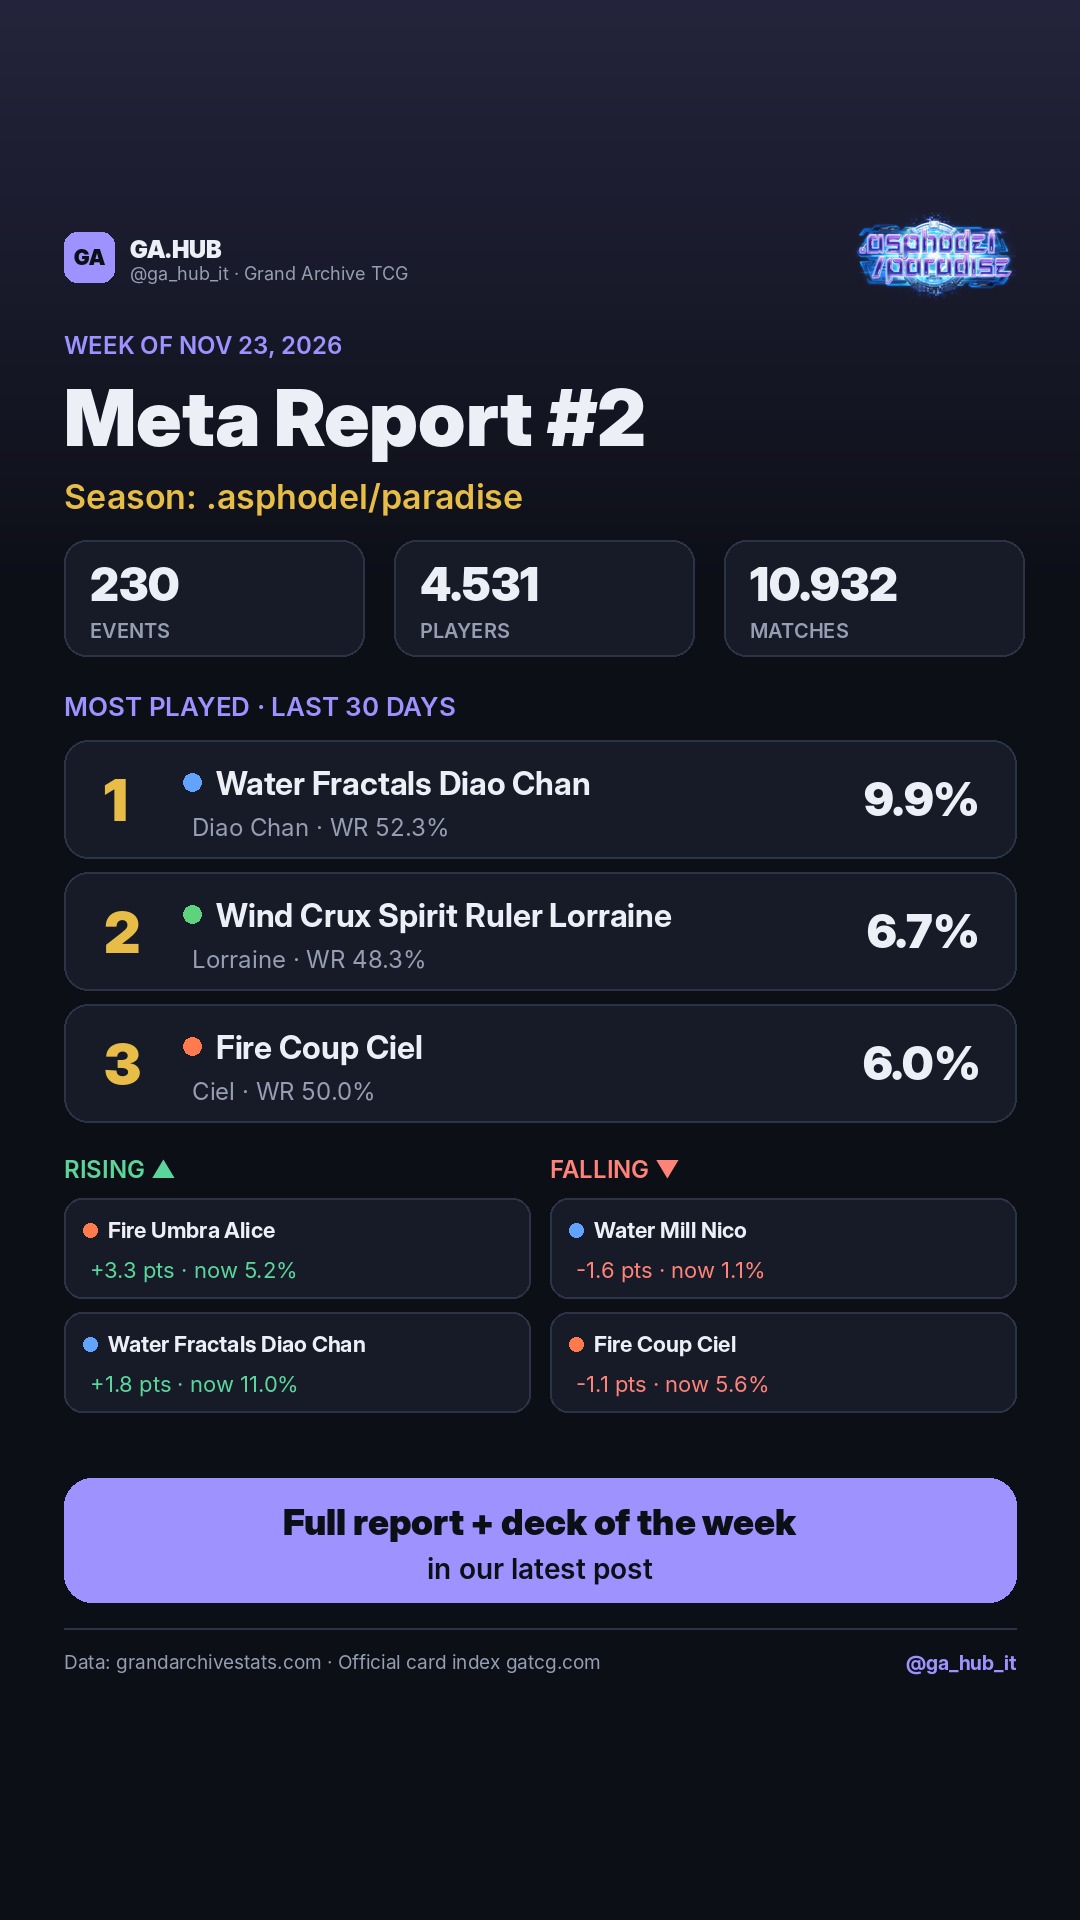 GA
GA.HUB
@ga_hub_it · Grand Archive TCG
.asphodel
/paradise
WEEK OF NOV 23, 2026
Meta Report #2
Season: .asphodel/paradise
230
EVENTS
4.531
PLAYERS
10.932
MATCHES
MOST PLAYED · LAST 30 DAYS
1
Water Fractals Diao Chan
Diao Chan · WR 52.3%
9.9%
2
Wind Crux Spirit Ruler Lorraine
Lorraine · WR 48.3%
6.7%
3
Fire Coup Ciel
Ciel · WR 50.0%
6.0%
RISING ▲
Fire Umbra Alice
+3.3 pts · now 5.2%
Water Fractals Diao Chan
+1.8 pts · now 11.0%
FALLING ▼
Water Mill Nico
-1.6 pts · now 1.1%
Fire Coup Ciel
-1.1 pts · now 5.6%
Full report + deck of the week
in our latest post
Data: grandarchivestats.com · Official card index gatcg.com
@ga_hub_it